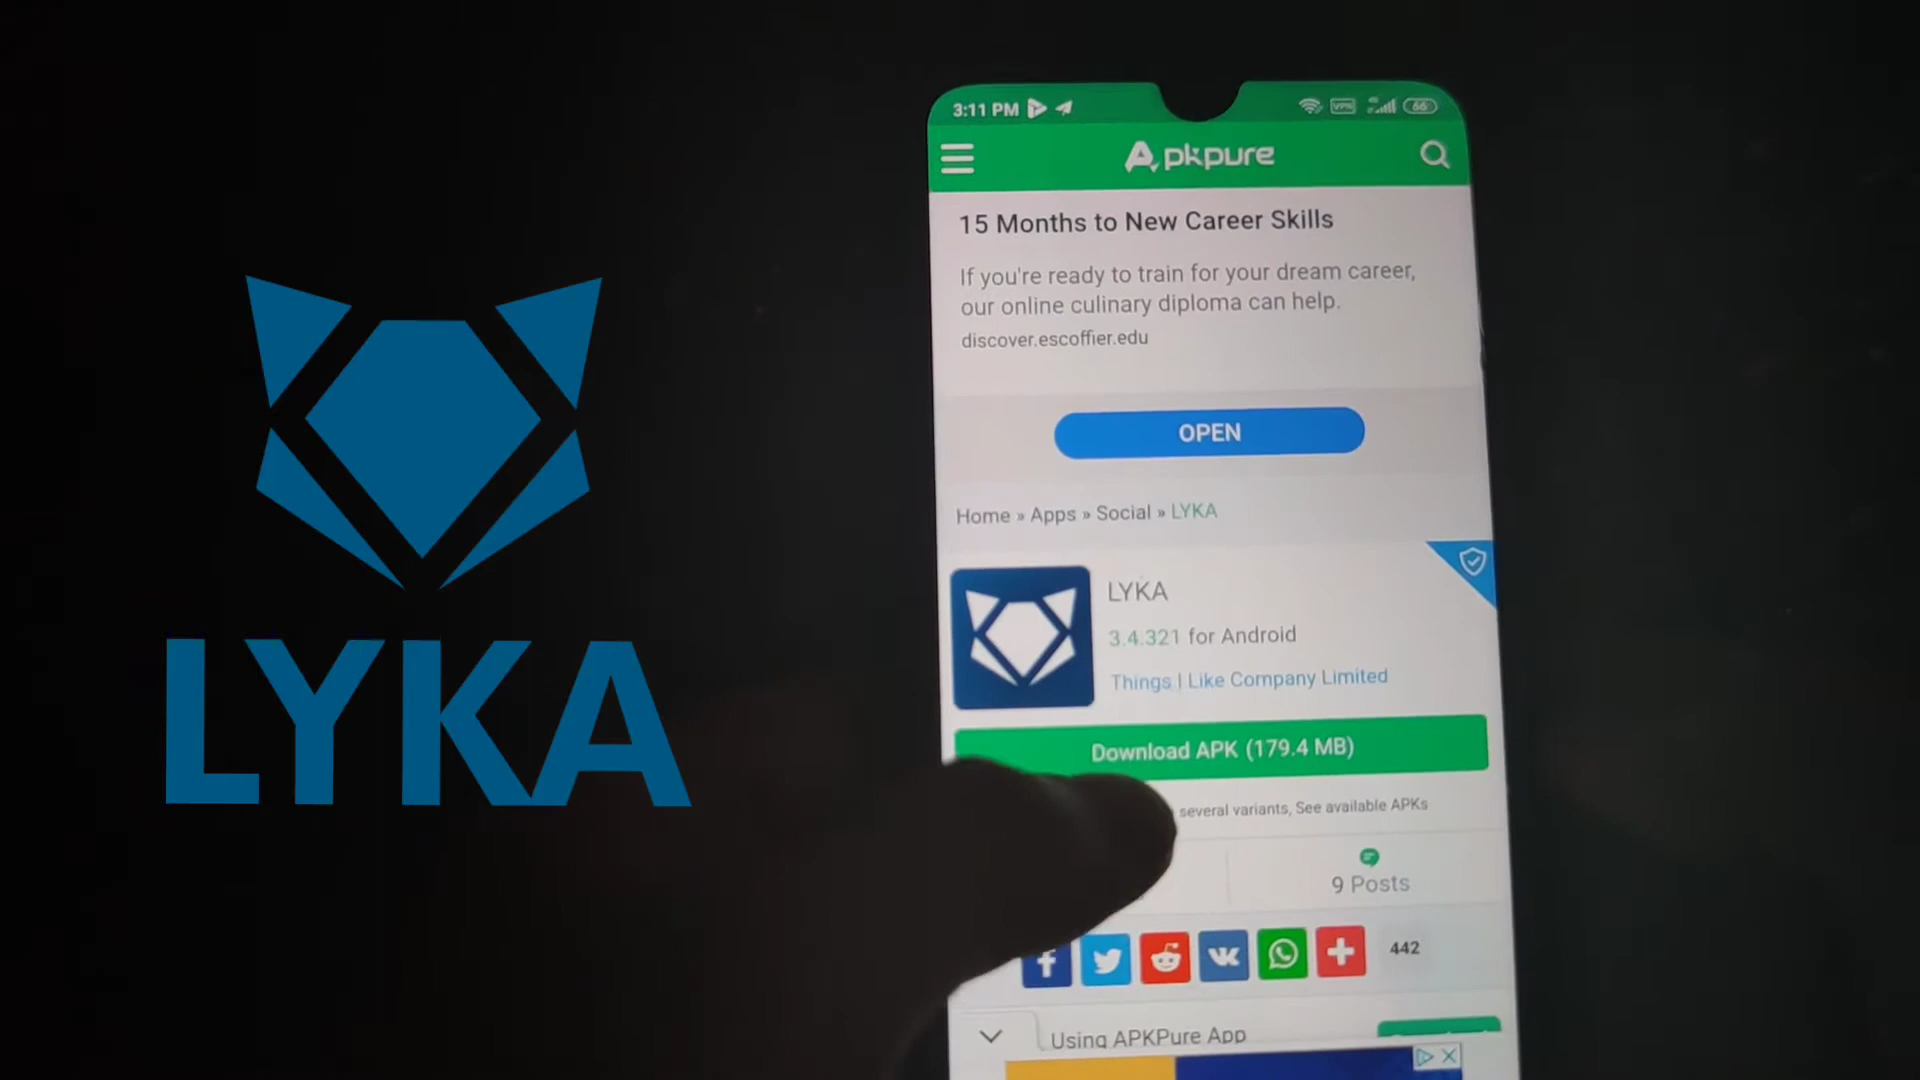 LYKA
3:11 PM
VPN
4G
66
Apkpure
15 Months to New Career Skills
If you're ready to train for your dream career,
our online culinary diploma can help.
discover.escoffier.edu
OPEN
Home » Apps » Social » LYKA
LYKA
3.4.321 for Android
Things I Like Company Limited
Download APK (179.4 MB)
several variants, See available APKs
9 Posts
442
Using APKPure App